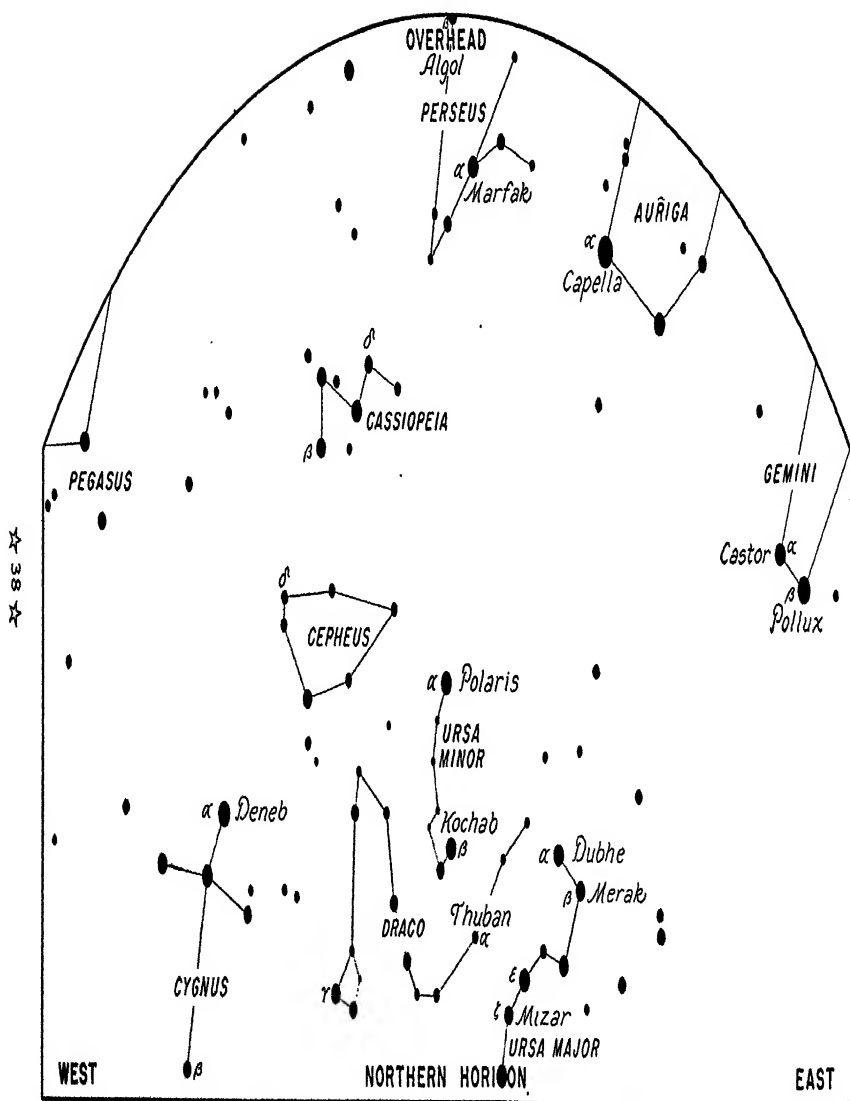 β
OVERHEAD
Algol
PERSEUS
α
Marfak
α
AURÎGA
Capella
δ
CASSIOPEIA
β
PEGASUS
GEMINI
Castor α
β
Pollux
☆ 38 ☆
δ
CEPHEUS
α Polaris
URSA
MINOR
α Deneb
Kochab
β
α Dubhe
β Merak
Thuban
α
DRACO
ε
CYGNUS
γ
ζ Mizar
URSA MAJOR
β
WEST
NORTHERN HORIZON
EAST